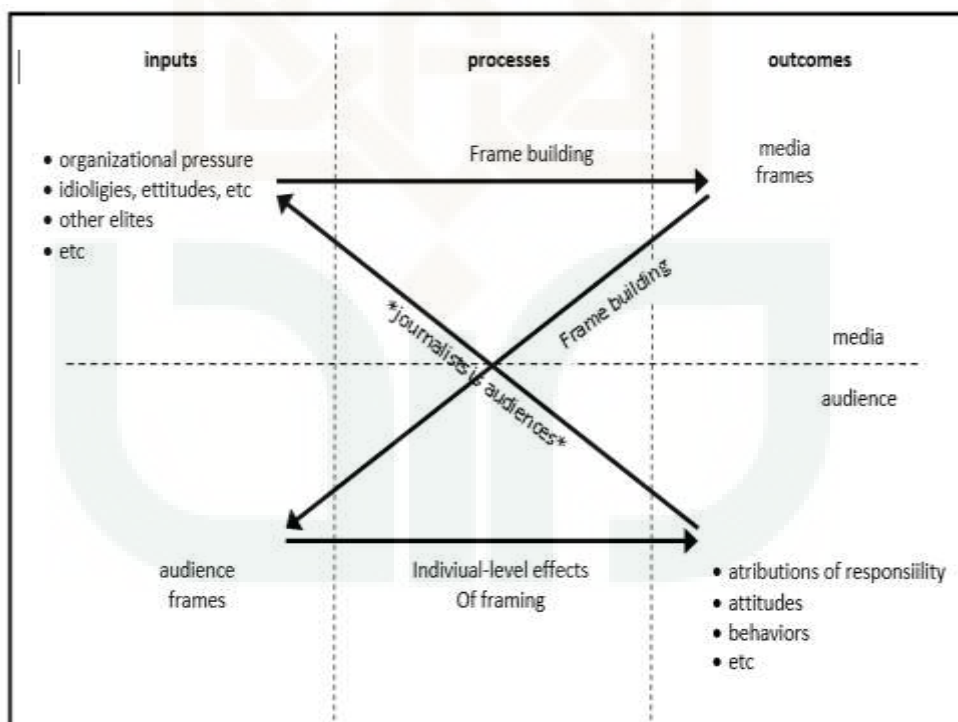 inputs
processes
outcomes
• organizational pressure
• idioligies, ettitudes, etc
• other elites
• etc
Frame building
media
frames
Frame building
*journalists is audiences*
media
audience
audience
frames
Indiviual-level effects
Of framing
• atributions of responsiility
• attitudes
• behaviors
• etc